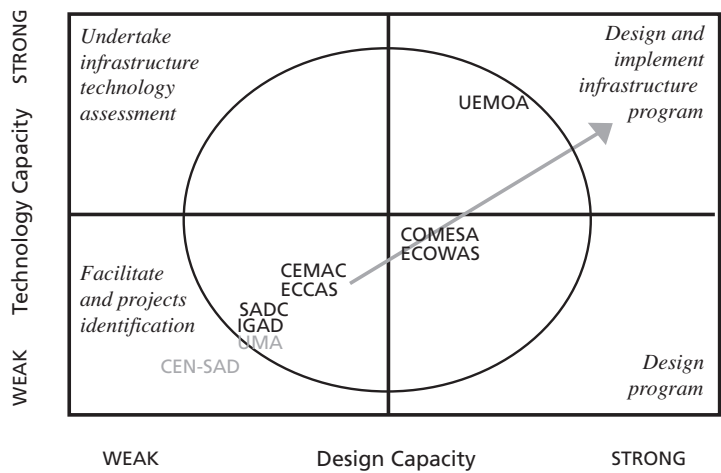 STRONG
Technology Capacity
WEAK
Undertake
infrastructure
technology
assessment
Design and
implement
infrastructure
program
UEMOA
COMESA
ECOWAS
Facilitate
and projects
identification
CEMAC
ECCAS
SADC
IGAD
UMA
CEN-SAD
Design
program
WEAK
Design Capacity
STRONG